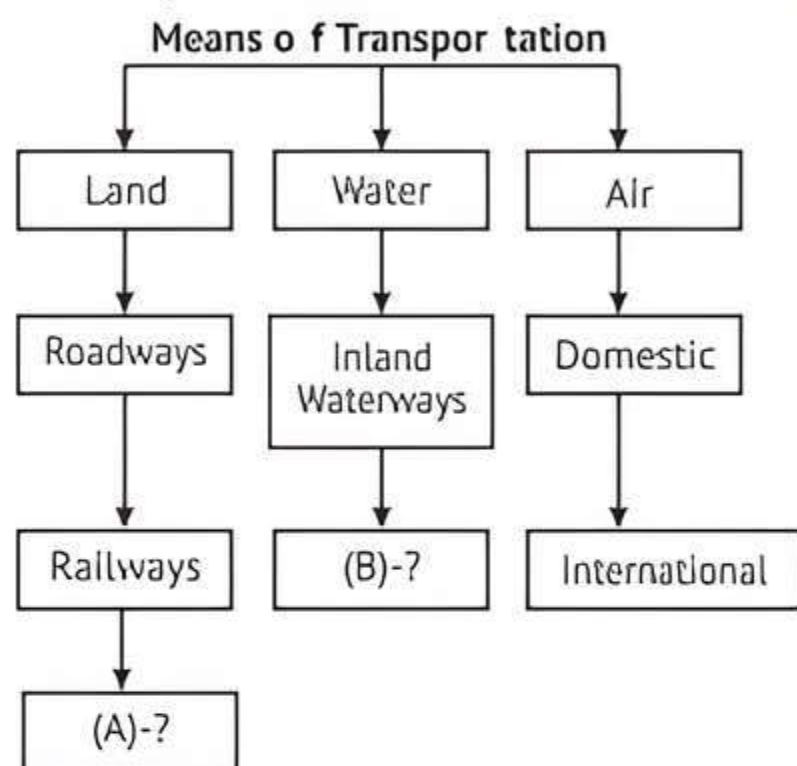 Means o f Transpor tation
Land
Water
Air
Roadways
Inland
Waterways
Domestic
Railways
(B)-?
International
(A)-?